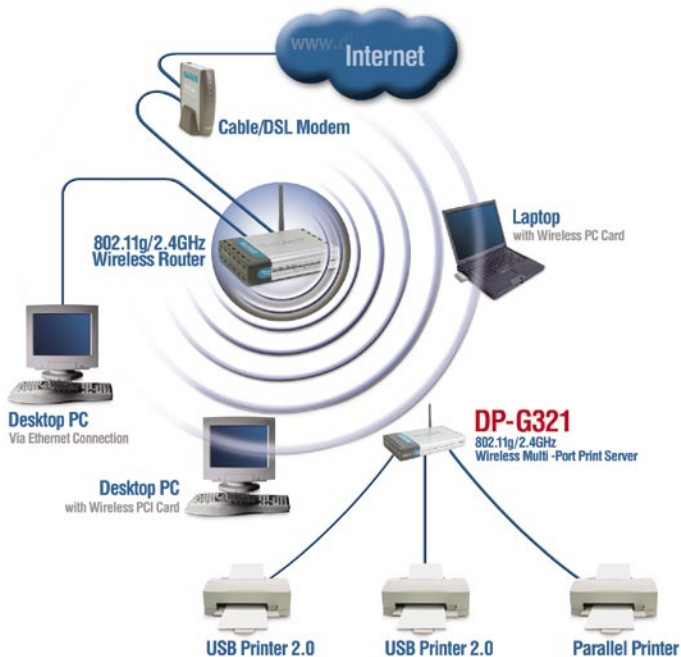 www.d
Internet
Cable/DSL Modem
802.11g/2.4GHz
Wireless Router
Laptop
with Wireless PC Card
Desktop PC
Via Ethernet Connection
DP-G321
802.11g/2.4GHz
Wireless Multi -Port Print Server
Desktop PC
with Wireless PCI Card
USB Printer 2.0
USB Printer 2.0
Parallel Printer